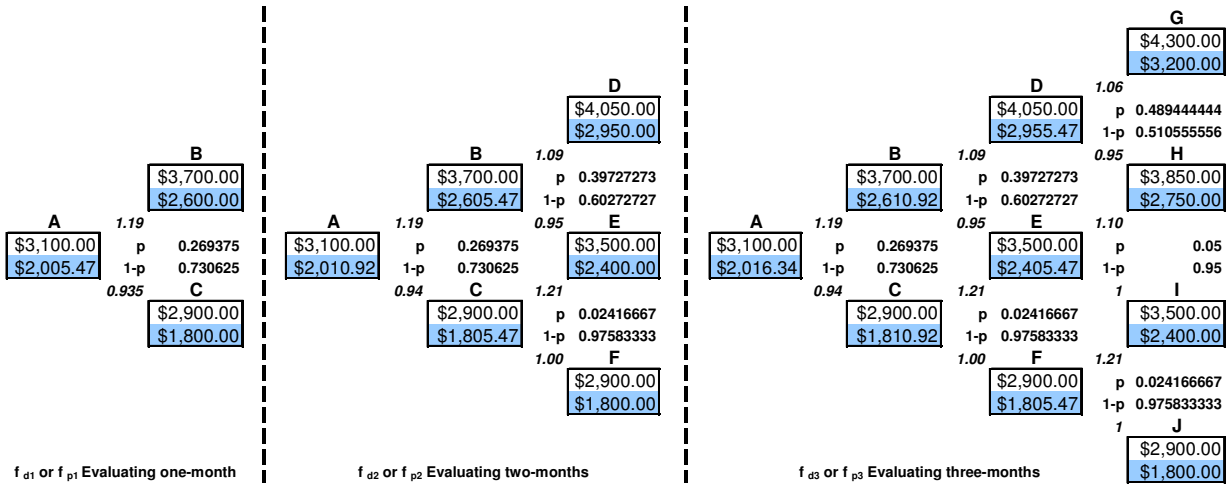 G
$4,300.00
$3,200.00
D D 1.06
$4,050.00 $4,050.00 p 0.489444444
$2,950.00 $2,955.47 1-p 0.510555556
B B 1.09 B 1.09 0.95 H
$3,700.00 $3,700.00 p 0.39727273 $3,700.00 p 0.39727273 $3,850.00
$2,600.00 $2,605.47 1-p 0.60272727 $2,610.92 1-p 0.60272727 $2,750.00
A 1.19 A 1.19 0.95 E A 1.19 0.95 E 1.10
$3,100.00 p 0.269375 $3,100.00 p 0.269375 $3,500.00 $3,100.00 p 0.269375 $3,500.00 p 0.05
$2,005.47 1-p 0.730625 $2,010.92 1-p 0.730625 $2,400.00 $2,016.34 1-p 0.730625 $2,405.47 1-p 0.95
0.935 C 0.94 C 1.21 0.94 C 1.21 1 I
$2,900.00 $2,900.00 p 0.02416667 $2,900.00 p 0.02416667 $3,500.00
$1,800.00 $1,805.47 1-p 0.97583333 $1,810.92 1-p 0.97583333 $2,400.00
1.00 F 1.00 F 1.21
$2,900.00 $2,900.00 p 0.024166667
$1,800.00 $1,805.47 1-p 0.975833333
1 J
$2,900.00
f d1 or f p1 Evaluating one-month f d2 or f p2 Evaluating two-months f d3 or f p3 Evaluating three-months $1,800.00